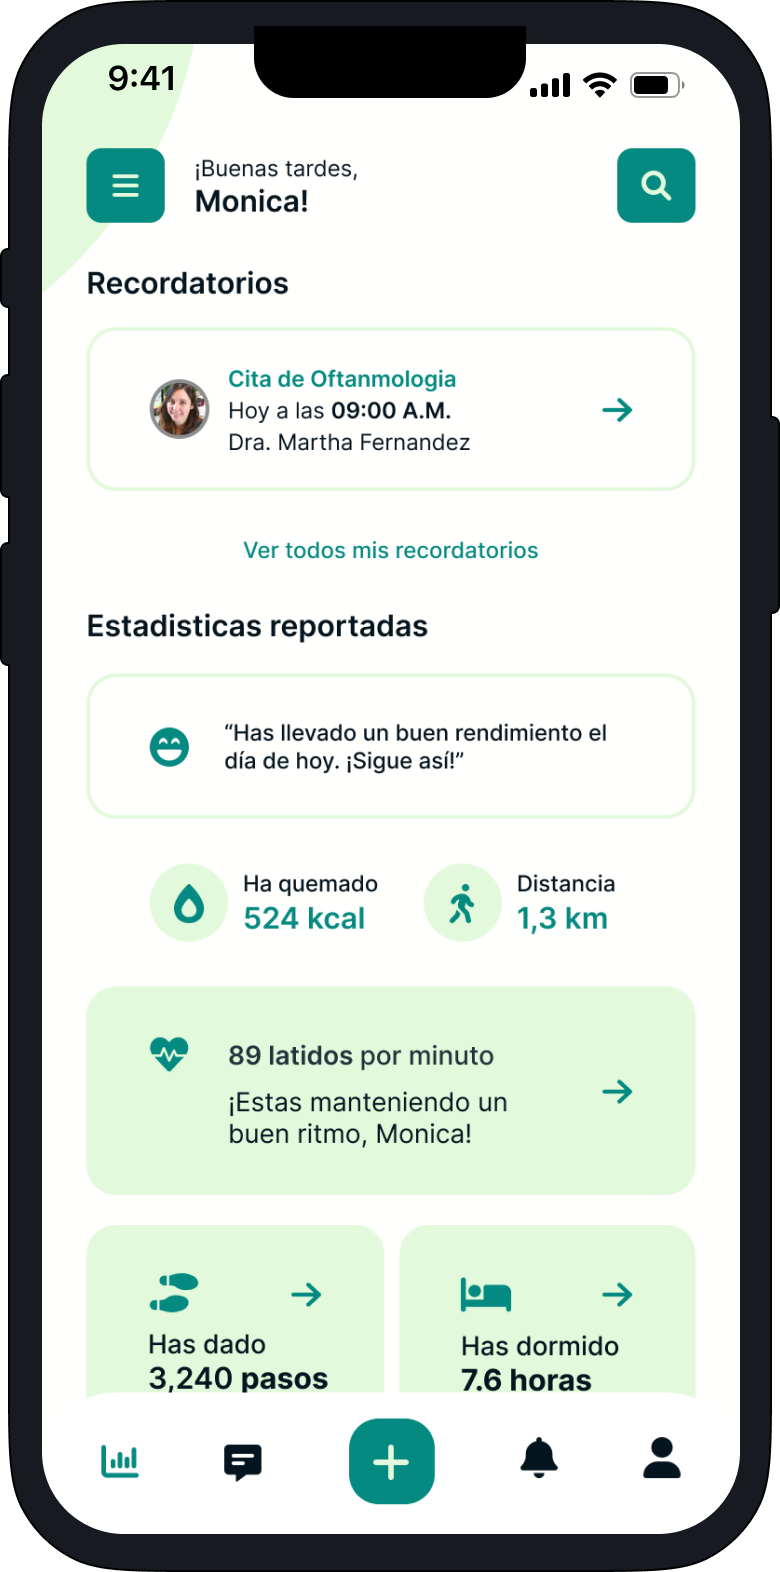 9:41
¡Buenas tardes,
Monica!
Recordatorios
Cita de Oftanmologia
Hoy a las 09:00 A.M.
Dra. Martha Fernandez
Ver todos mis recordatorios
Estadisticas reportadas
“Has llevado un buen rendimiento el
día de hoy. ¡Sigue así!”
Ha quemado
524 kcal
Distancia
1,3 km
89 latidos por minuto
¡Estas manteniendo un
buen ritmo, Monica!
Has dado
3,240 pasos
Has dormido
7.6 horas